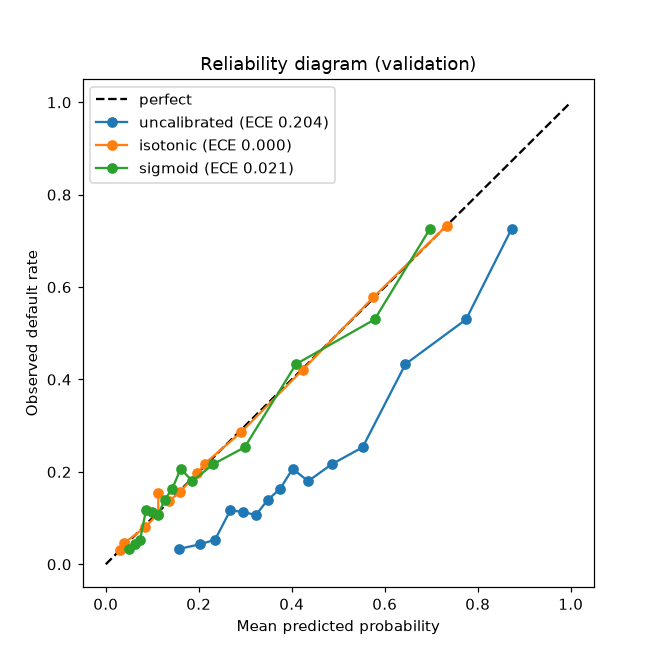 Reliability diagram (validation)
perfect
uncalibrated (ECE 0.204)
isotonic (ECE 0.000)
sigmoid (ECE 0.021)
Observed default rate
1.0
0.8
0.6
0.4
0.2
0.0
0.0 0.2 0.4 0.6 0.8 1.0
Mean predicted probability